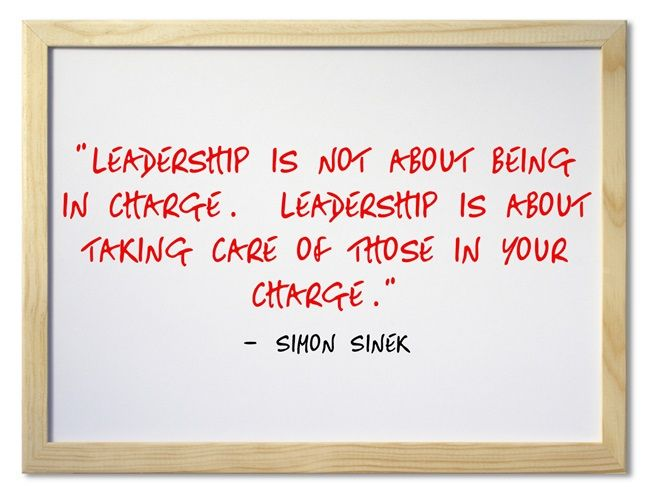 "LEADERSHIP IS NOT ABOUT BEING
IN CHARGE. LEADERSHIP IS ABOUT
TAKING CARE OF THOSE IN YOUR
CHARGE."
- SIMON SINEK